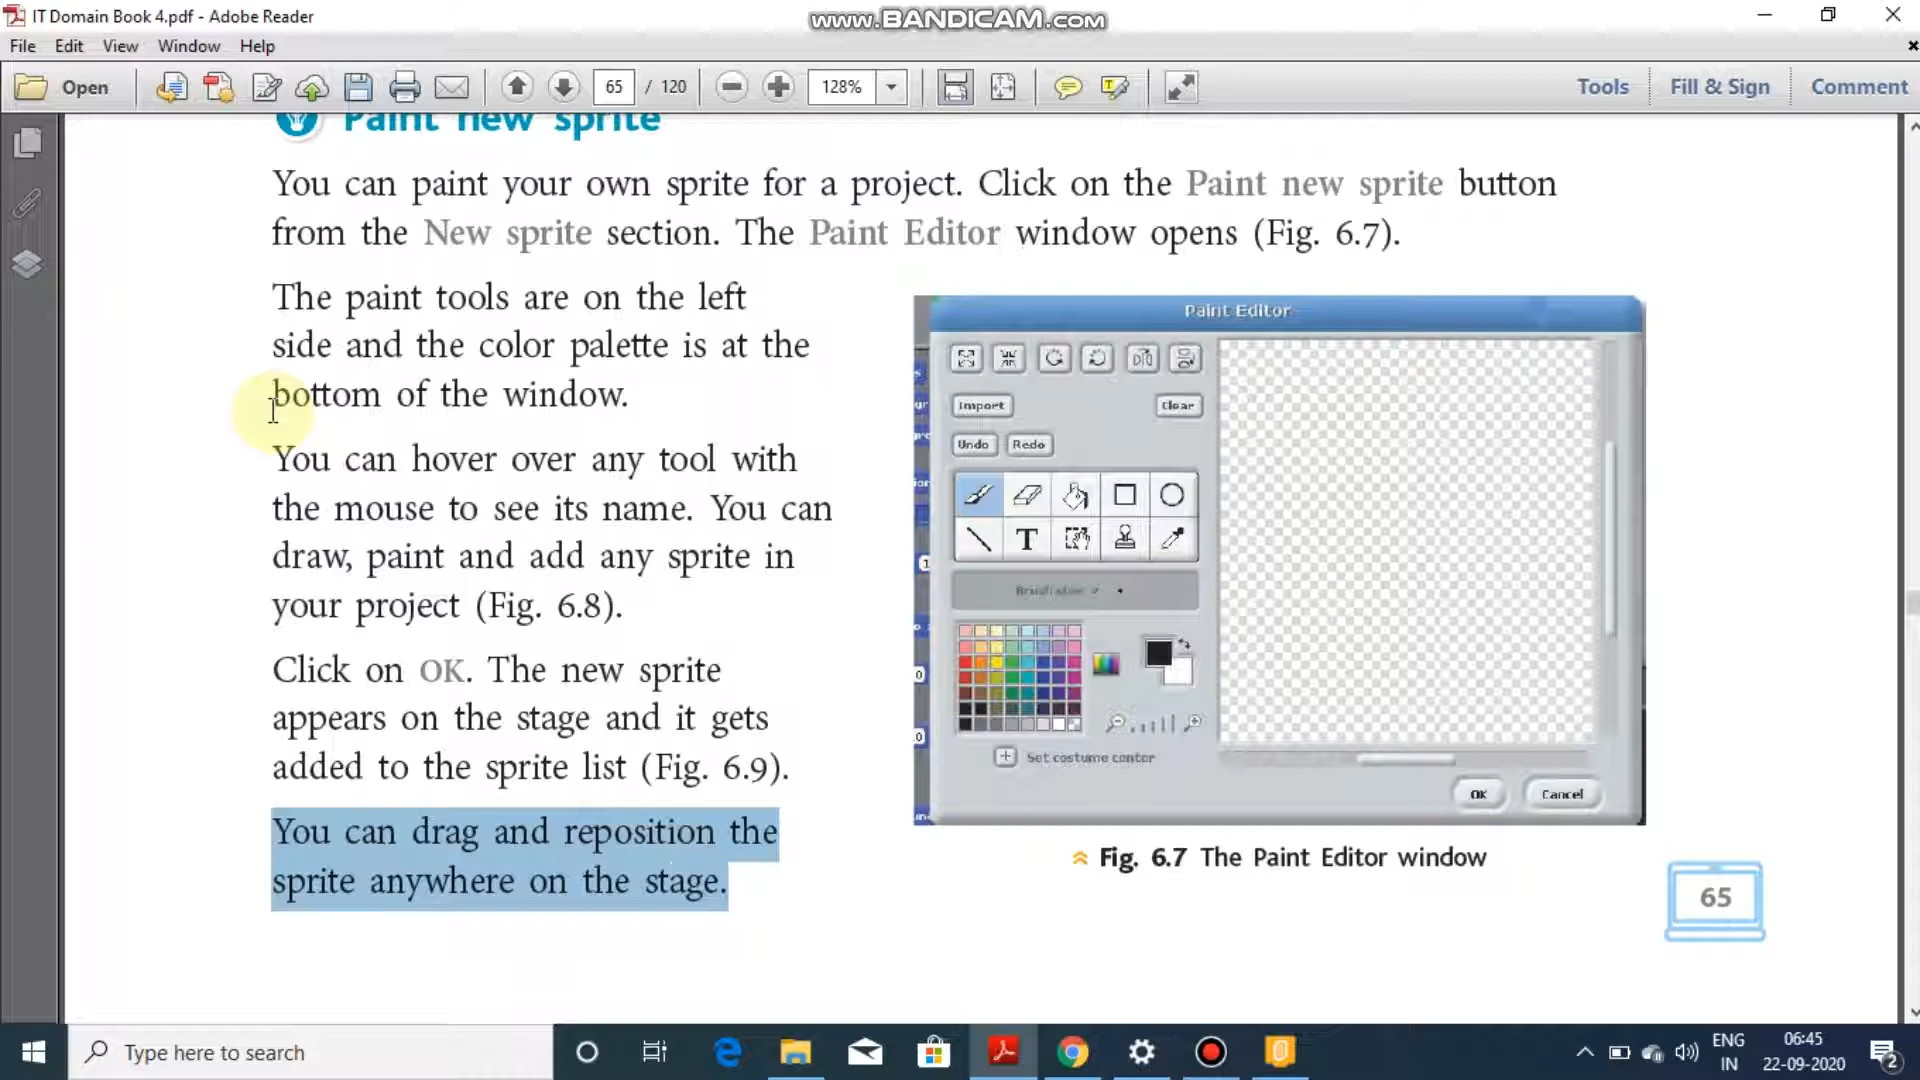 IT Domain Book 4.pdf - Adobe Reader
www.BANDICAM.com
File Edit View Window Help
Open
65 / 120
128%
Tools Fill & Sign Comment
Paint new sprite
You can paint your own sprite for a project. Click on the Paint new sprite button
from the New sprite section. The Paint Editor window opens (Fig. 6.7).
The paint tools are on the left
side and the color palette is at the
bottom of the window.
You can hover over any tool with
the mouse to see its name. You can
draw, paint and add any sprite in
your project (Fig. 6.8).
Click on OK. The new sprite
appears on the stage and it gets
added to the sprite list (Fig. 6.9).
You can drag and reposition the
sprite anywhere on the stage.
Paint Editor
Import Clear
Undo Redo
T
Set costume center
OK Cancel
Fig. 6.7 The Paint Editor window
65
Type here to search
ENG
IN
06:45
22-09-2020
2